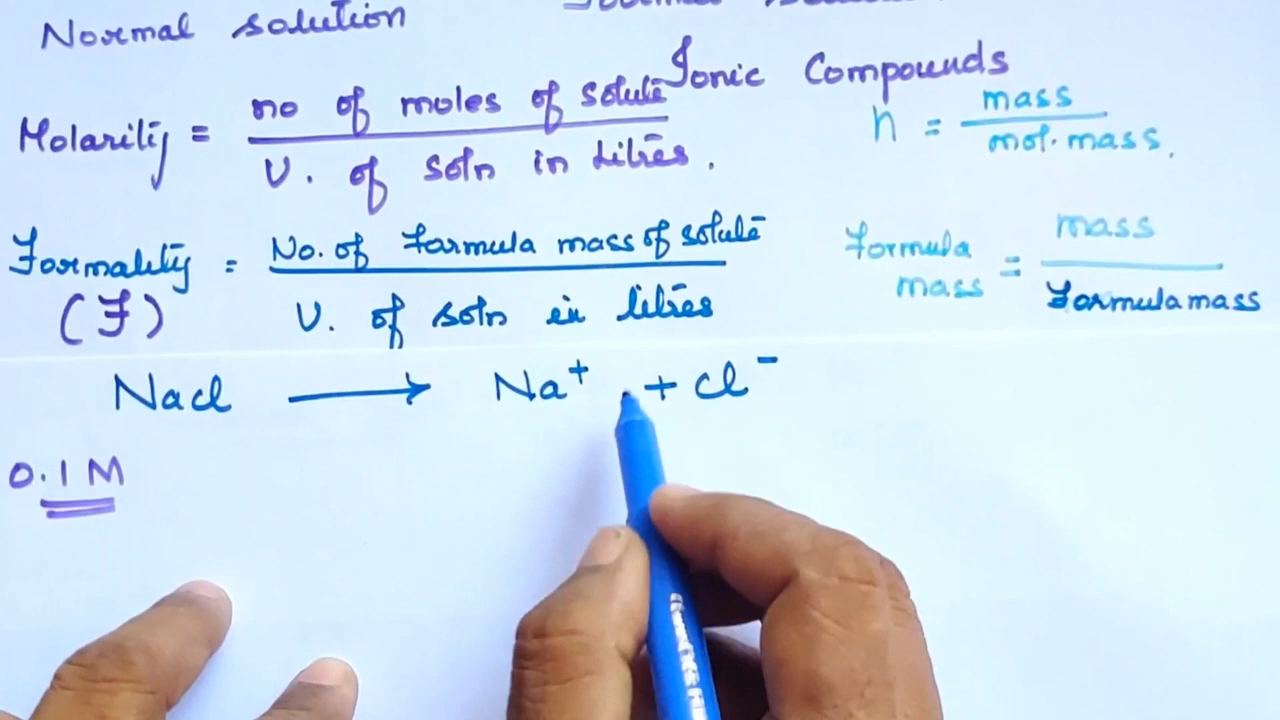 Normal solution
Ionic Compounds
Molarity = no of moles of solute
V. of soln in litres.
n = mass
mol. mass.
Formality = No. of formula mass of solute
(F) V. of soln in litres
formula mass = mass
formula mass
NaCl ⟶ Na⁺ + Cl⁻
0.1 M